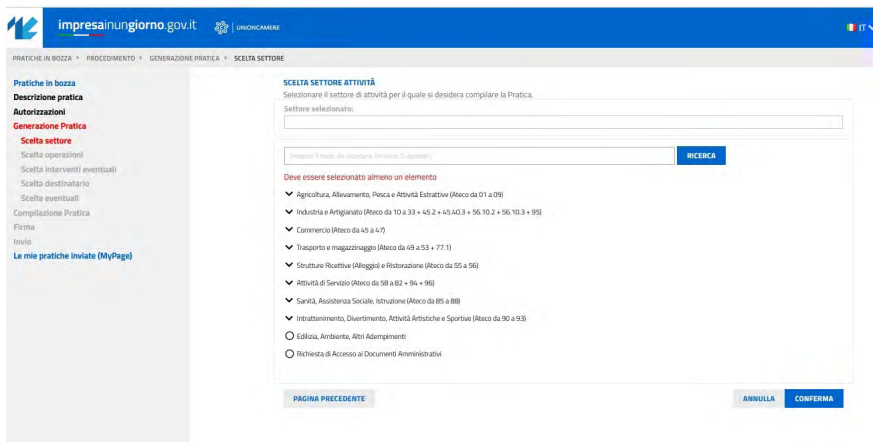 impresainungiorno.gov.it
UNIONCAMERE
IT
PRATICHE IN BOZZA
PROCEDIMENTO
GENERAZIONE PRATICA
SCELTA SETTORE
Pratiche in bozza
Descrizione pratica
Autorizzazioni
Generazione Pratica
Scelta settore
Scelta operazioni
Scelta interventi eventuali
Scelta destinatario
Scelte eventuali
Compilazione Pratica
Firma
Invio
Le mie pratiche inviate (MyPage)
SCELTA SETTORE ATTIVITÀ
Selezionare il settore di attività per il quale si desidera compilare la Pratica.
Settore selezionato:
RICERCA
Deve essere selezionato almeno un elemento
Agricoltura, Allevamento, Pesca e Attività Estrattive (Ateco da 01 a 09)
Industria e Artigianato (Ateco da 10 a 33 + 45.2 + 45.40.3 + 56.10.2 + 56.10.3 + 95)
Commercio (Ateco da 45 a 47)
Trasporto e magazzinaggio (Ateco da 49 a 53 + 77.1)
Strutture Ricettive (Alloggio) e Ristorazione (Ateco da 55 a 56)
Attività di Servizio (Ateco da 58 a 82 + 94 + 96)
Sanità, Assistenza Sociale, Istruzione (Ateco da 85 a 88)
Intrattenimento, Divertimento, Attività Artistiche e Sportive (Ateco da 90 a 93)
Edilizia, Ambiente, Altri Adempimenti
Richiesta di Accesso ai Documenti Amministrativi
PAGINA PRECEDENTE
ANNULLA
CONFERMA